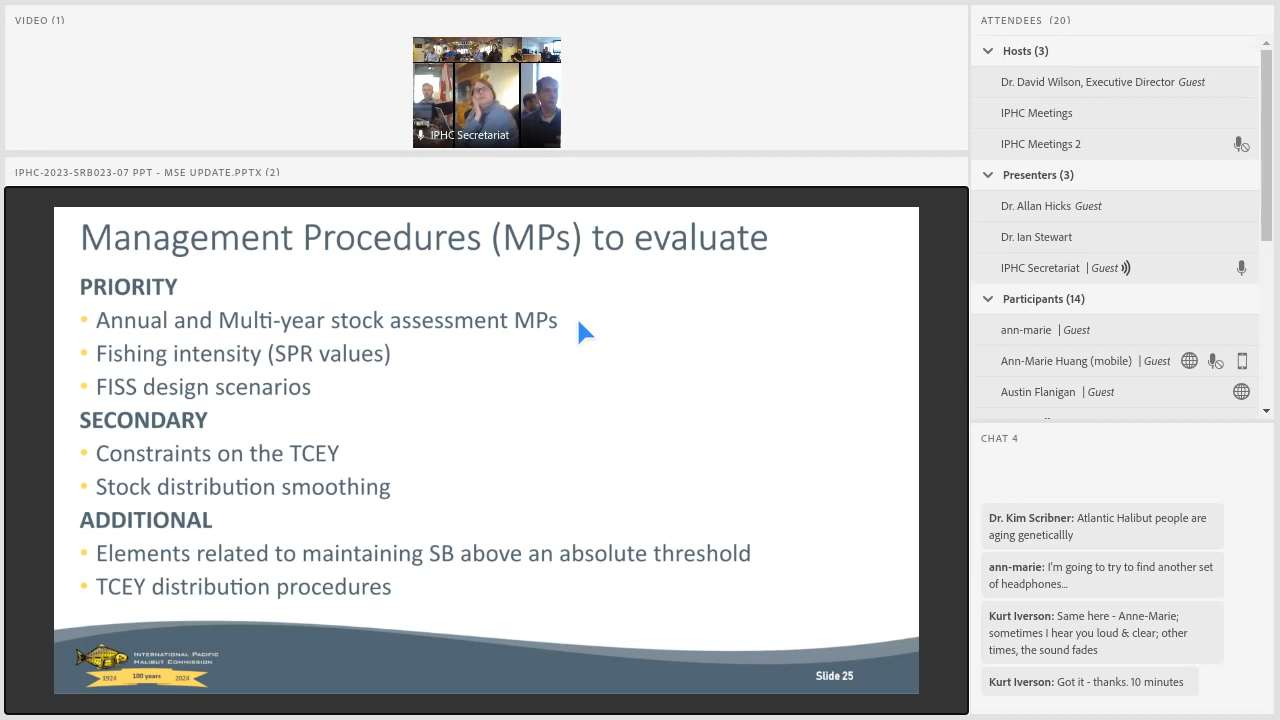 VIDEO (1)
IPHC Secretariat
IPHC-2023-SRB023-07 PPT - MSE UPDATE.PPTX (2)
Management Procedures (MPs) to evaluate
PRIORITY
• Annual and Multi-year stock assessment MPs
• Fishing intensity (SPR values)
• FISS design scenarios
SECONDARY
• Constraints on the TCEY
• Stock distribution smoothing
ADDITIONAL
• Elements related to maintaining SB above an absolute threshold
• TCEY distribution procedures
INTERNATIONAL PACIFIC
HALIBUT COMMISSION
1924 100 years 2024
Slide 25
ATTENDEES (20)
Hosts (3)
Dr. David Wilson, Executive Director Guest
IPHC Meetings
IPHC Meetings 2
Presenters (3)
Dr. Allan Hicks Guest
Dr. Ian Stewart
IPHC Secretariat | Guest
Participants (14)
ann-marie | Guest
Ann-Marie Huang (mobile) | Guest
Austin Flanigan | Guest
CHAT 4
Dr. Kim Scribner: Atlantic Halibut people are
aging geneticallly
ann-marie: I'm going to try to find another set
of headphones...
Kurt Iverson: Same here - Anne-Marie;
sometimes I hear you loud & clear; other
times the sound fades
Kurt Iverson: Got it - thanks. 10 minutes